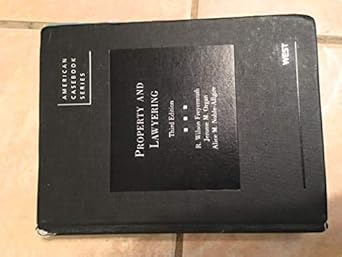 AMERICAN
CASEBOOK
SERIES
WEST
PROPERTY AND
LAWYERING
Third Edition
R. Wilson Freyermuth
Jerome M. Organ
Alice M. Noble-Allgire